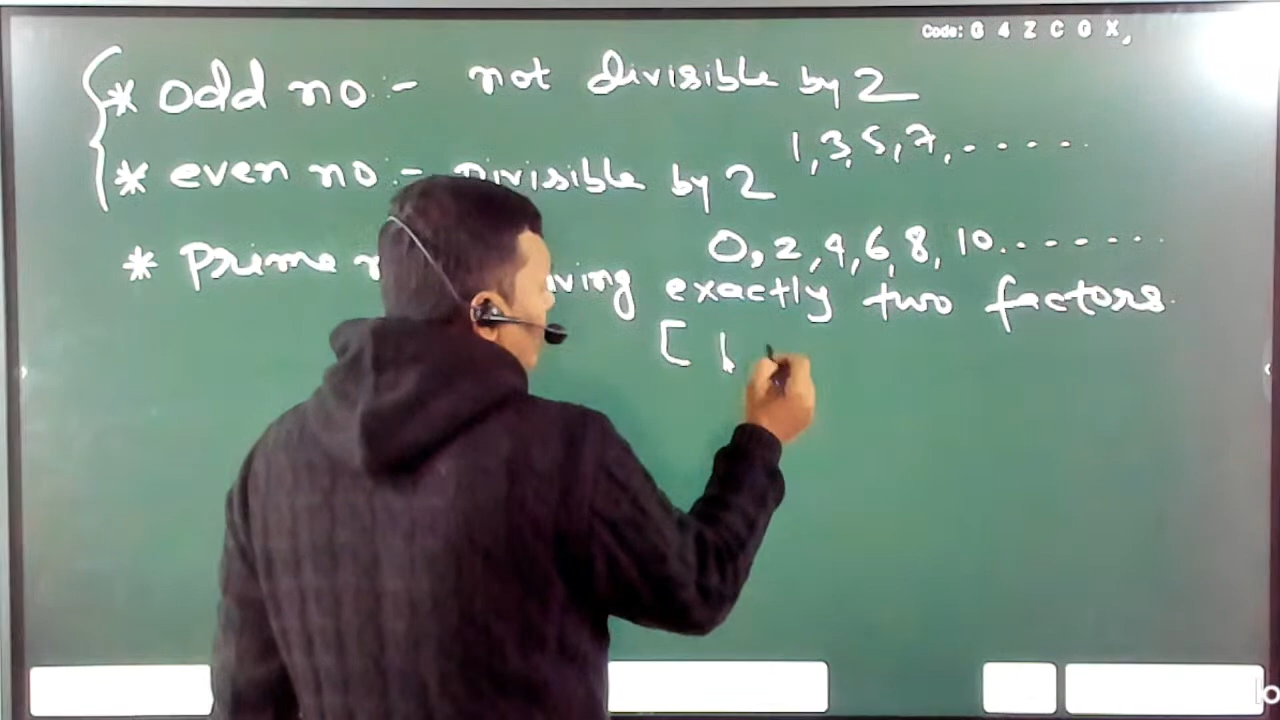 Code: G 4 Z C G X
* odd no :- not divisible by 2
1, 3, 5, 7, . . . . .
* even no :- Divisible by 2
0, 2, 4, 6, 8, 10 . . . . . . . .
* prime exactly two factors.
[ 1